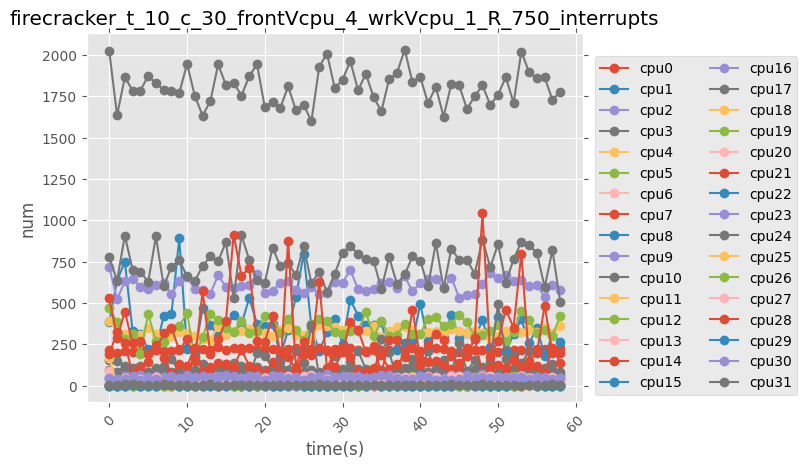 firecracker_t_10_c_30_frontVcpu_4_wrkVcpu_1_R_750_interrupts
2000
1750
1500
1250
1000
750
500
250
0
num
0
10
20
30
40
50
60
time(s)
cpu0
cpu1
cpu2
cpu3
cpu4
cpu5
cpu6
cpu7
cpu8
cpu9
cpu10
cpu11
cpu12
cpu13
cpu14
cpu15
cpu16
cpu17
cpu18
cpu19
cpu20
cpu21
cpu22
cpu23
cpu24
cpu25
cpu26
cpu27
cpu28
cpu29
cpu30
cpu31